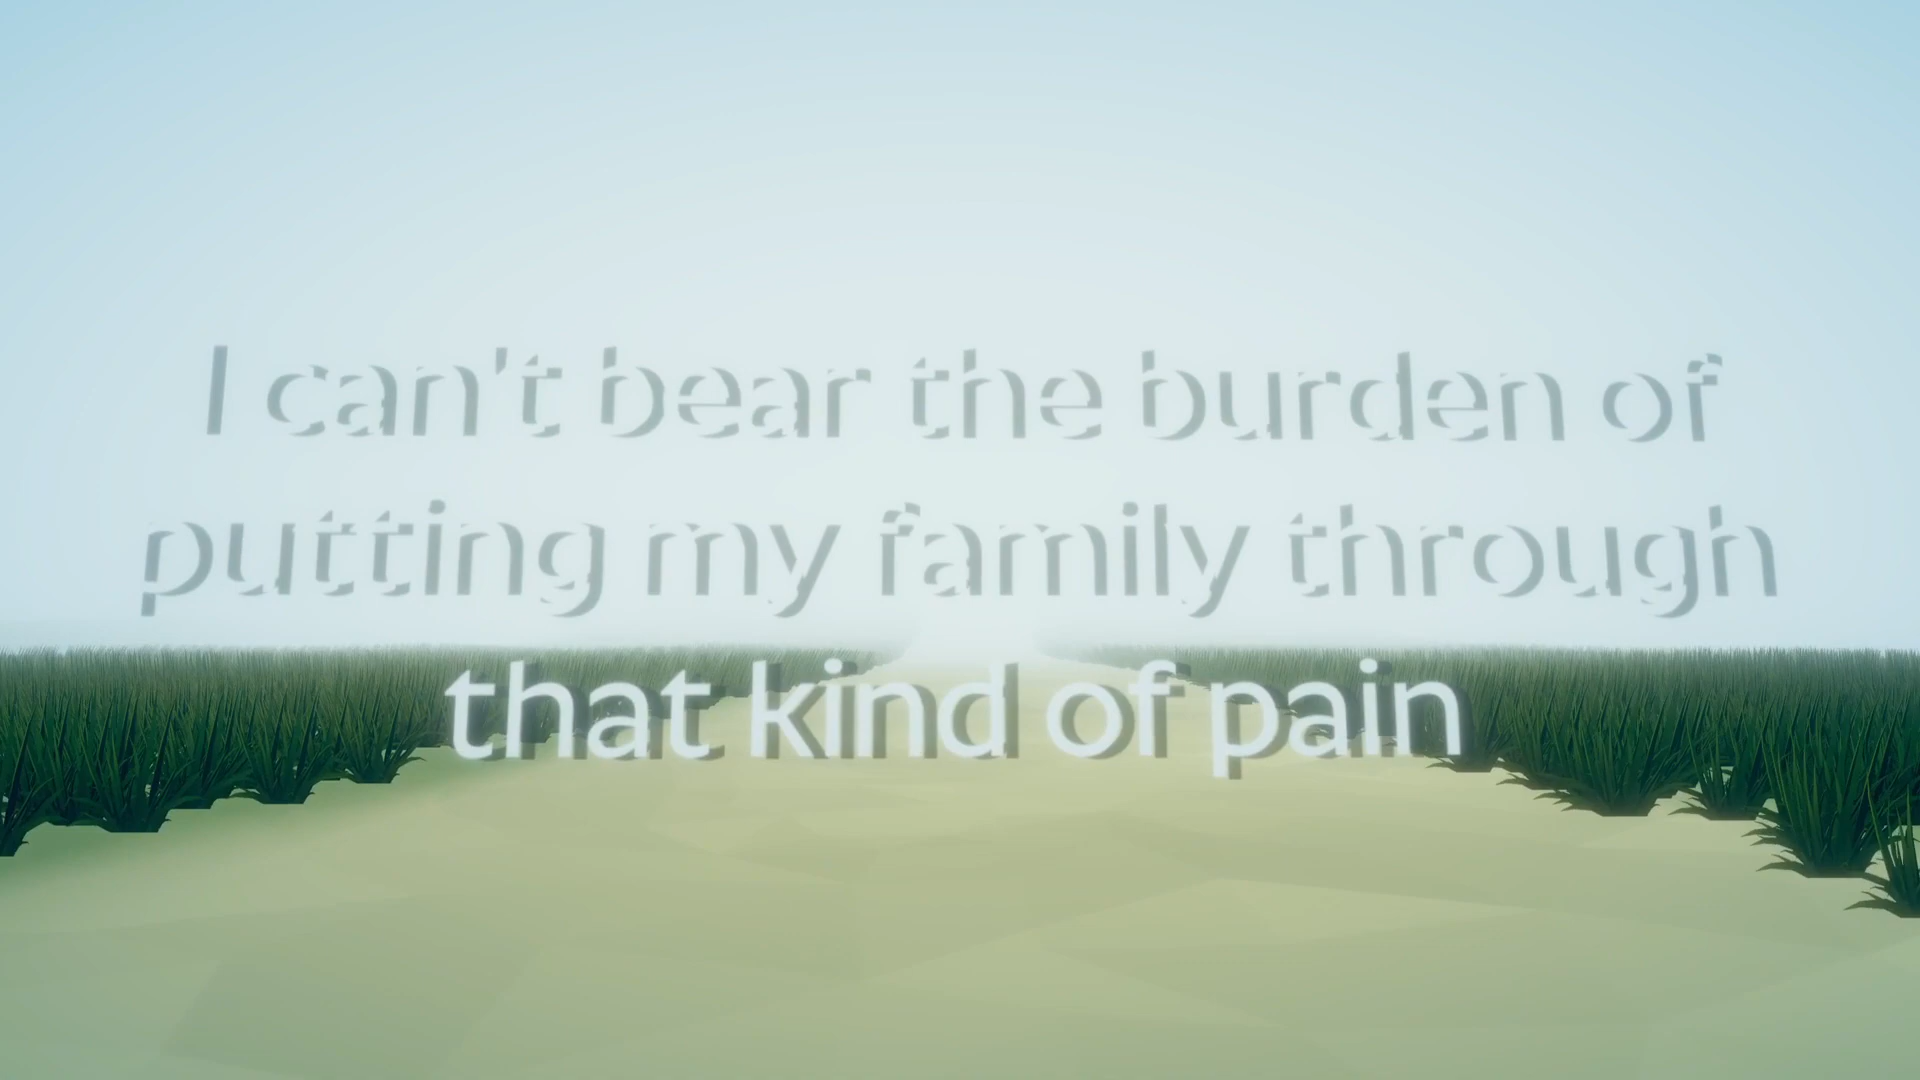 I can't bear the burden of
putting my family through
that kind of pain